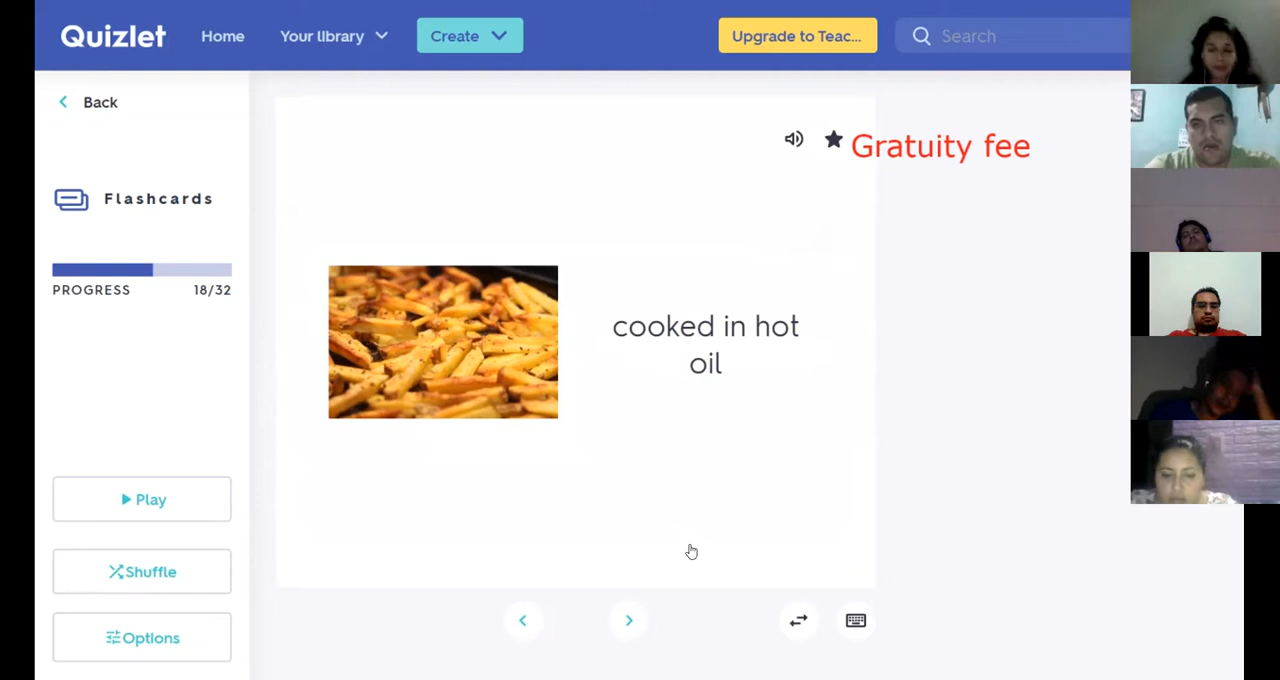 Quizlet
Home
Your library
Create
Upgrade to Teac...
Search
Back
Flashcards
PROGRESS 18/32
Play
Shuffle
Options
Gratuity fee
cooked in hot
oil